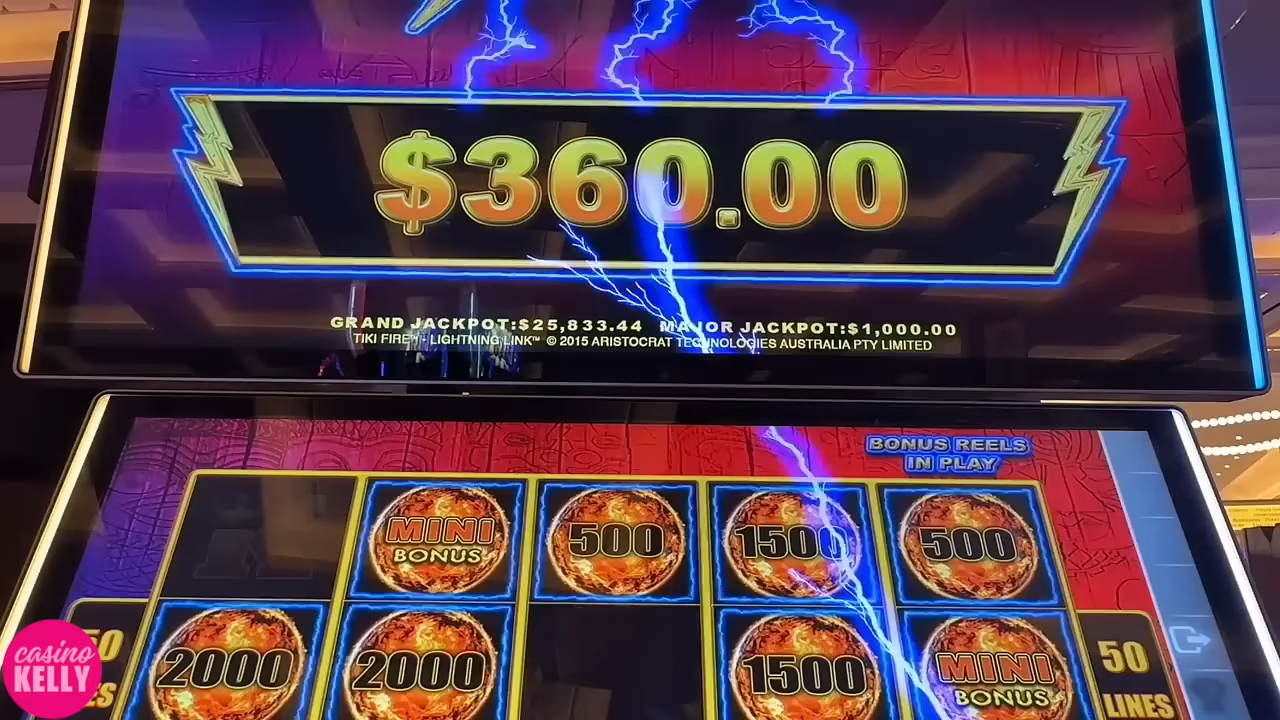 $360.00
GRAND JACKPOT:$25,833.44 MAJOR JACKPOT:$1,000.00
TIKI FIRE™ - LIGHTNING LINK™ © 2015 ARISTOCRAT TECHNOLOGIES AUSTRALIA PTY LIMITED
BONUS REELS
IN PLAY
MINI
BONUS
500
1500
500
50
2000
2000
1500
MINI
BONUS
50
LINES
casino
KELLY